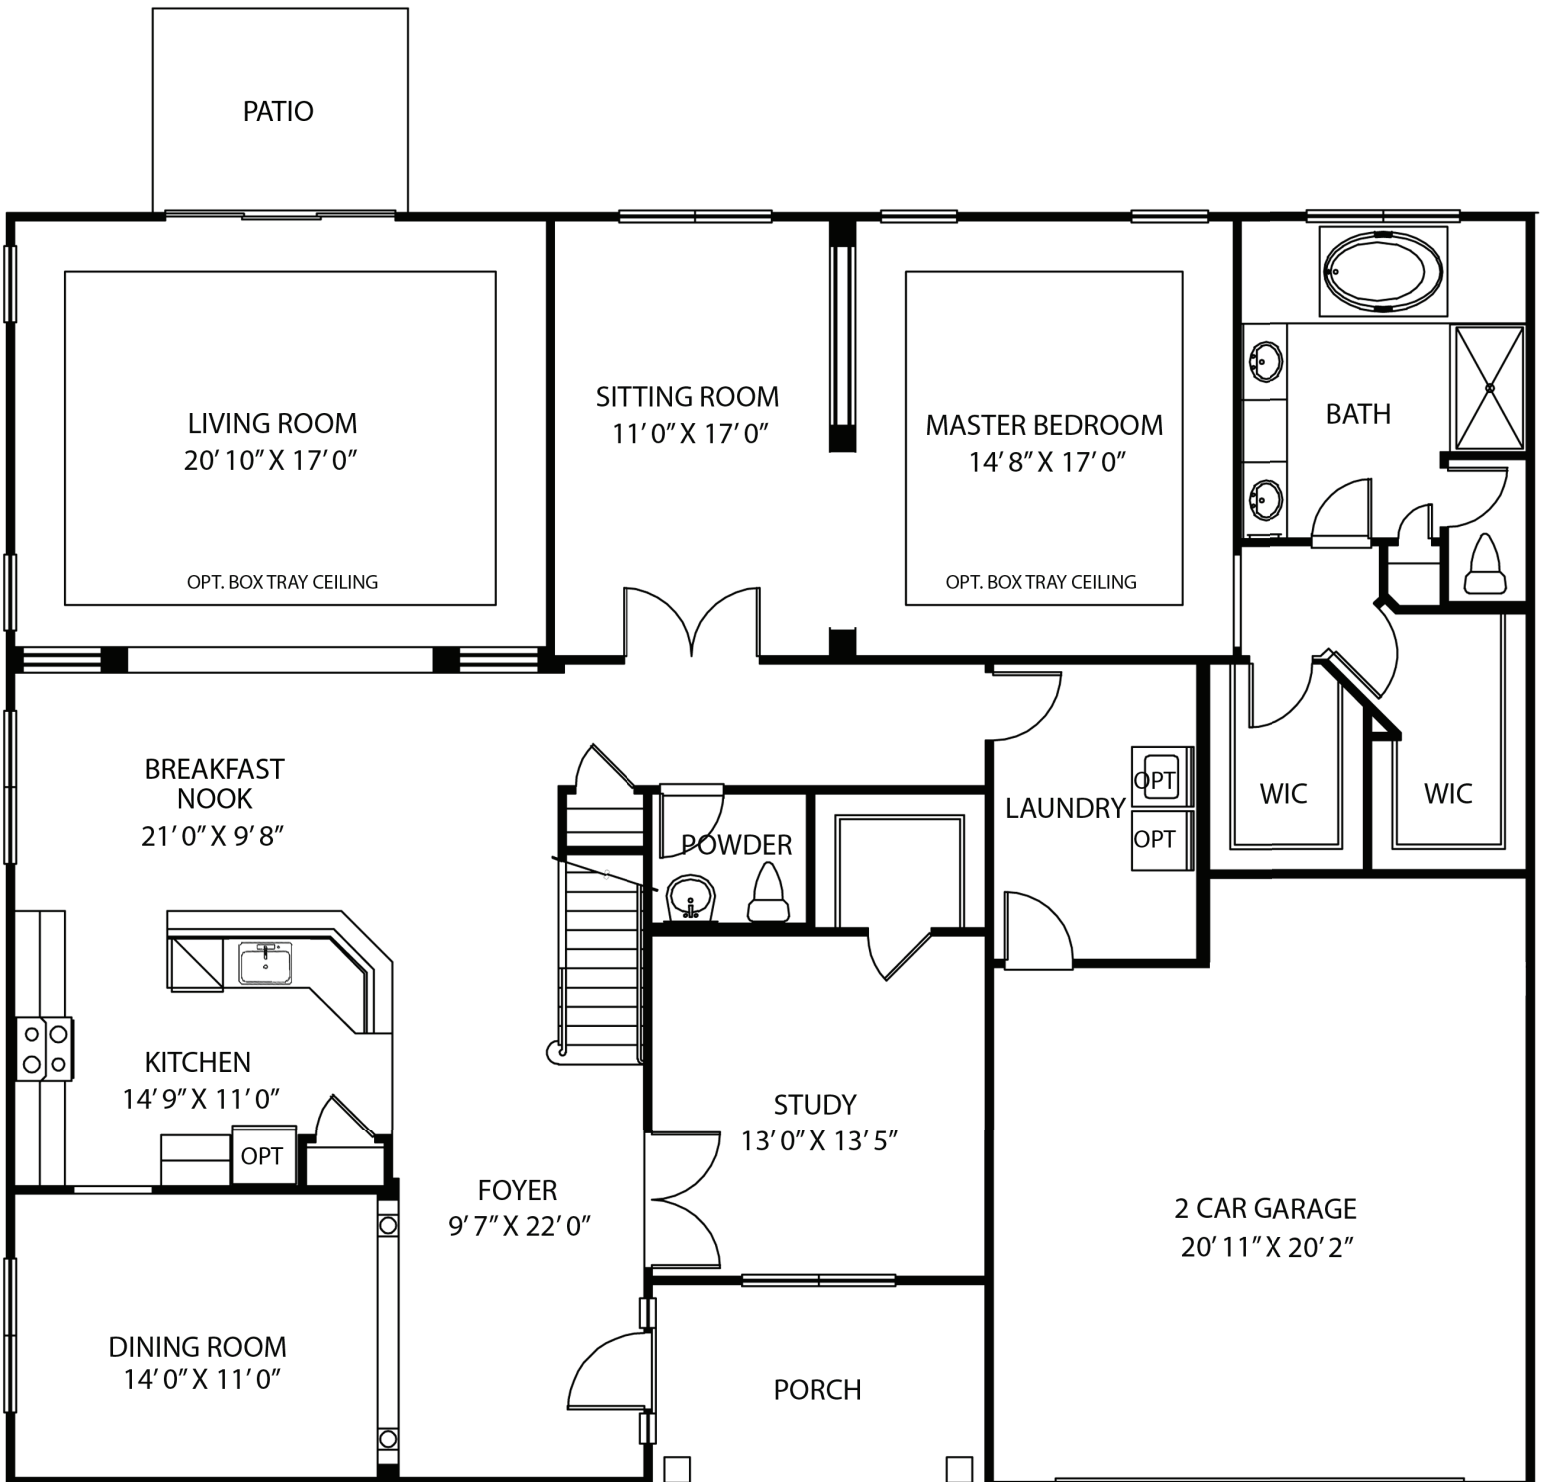 PATIO
LIVING ROOM
20’ 10” X 17’ 0”
OPT. BOX TRAY CEILING
SITTING ROOM
11’ 0” X 17’ 0”
MASTER BEDROOM
14’ 8” X 17’ 0”
OPT. BOX TRAY CEILING
BATH
BREAKFAST
NOOK
21’ 0” X 9’ 8”
POWDER
LAUNDRY
OPT
OPT
WIC
WIC
KITCHEN
14’ 9” X 11’ 0”
OPT
STUDY
13’ 0” X 13’ 5”
FOYER
9’ 7” X 22’ 0”
2 CAR GARAGE
20’ 11” X 20’ 2”
DINING ROOM
14’ 0” X 11’ 0”
PORCH